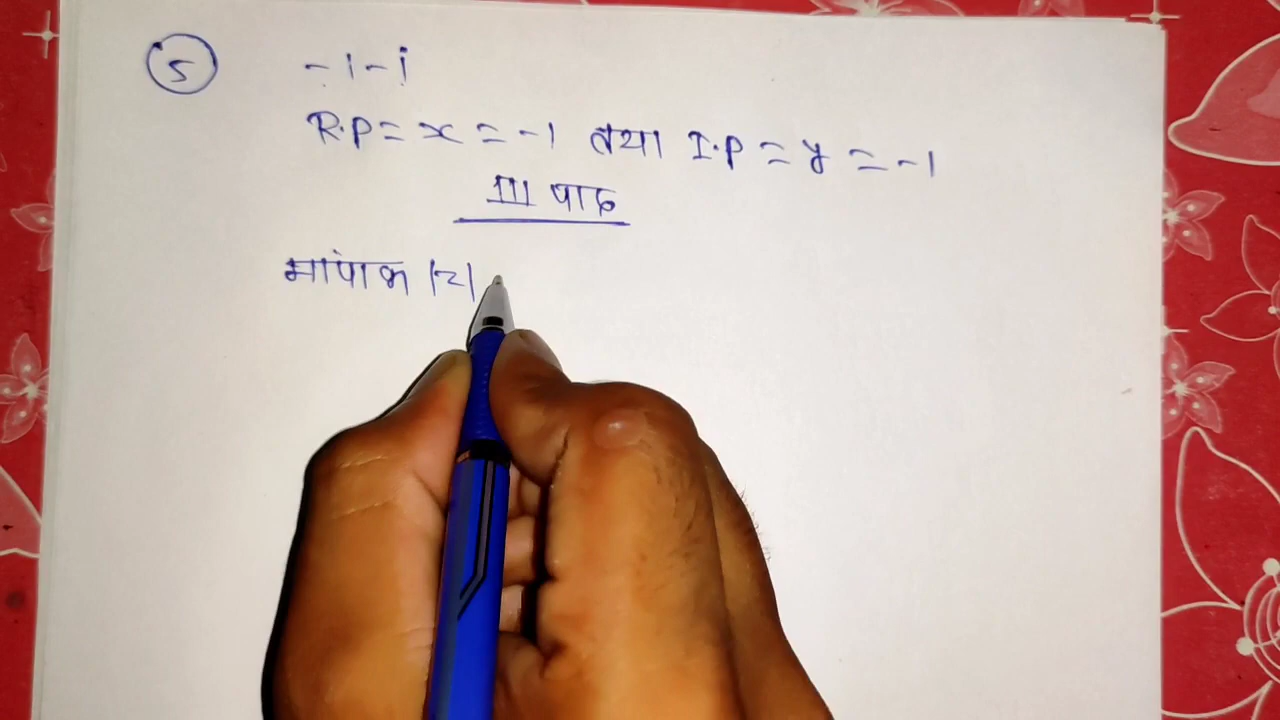 5 -1-i
R.P = x = -1 तथा I.P = y = -1
III पाद
मापांक |z|